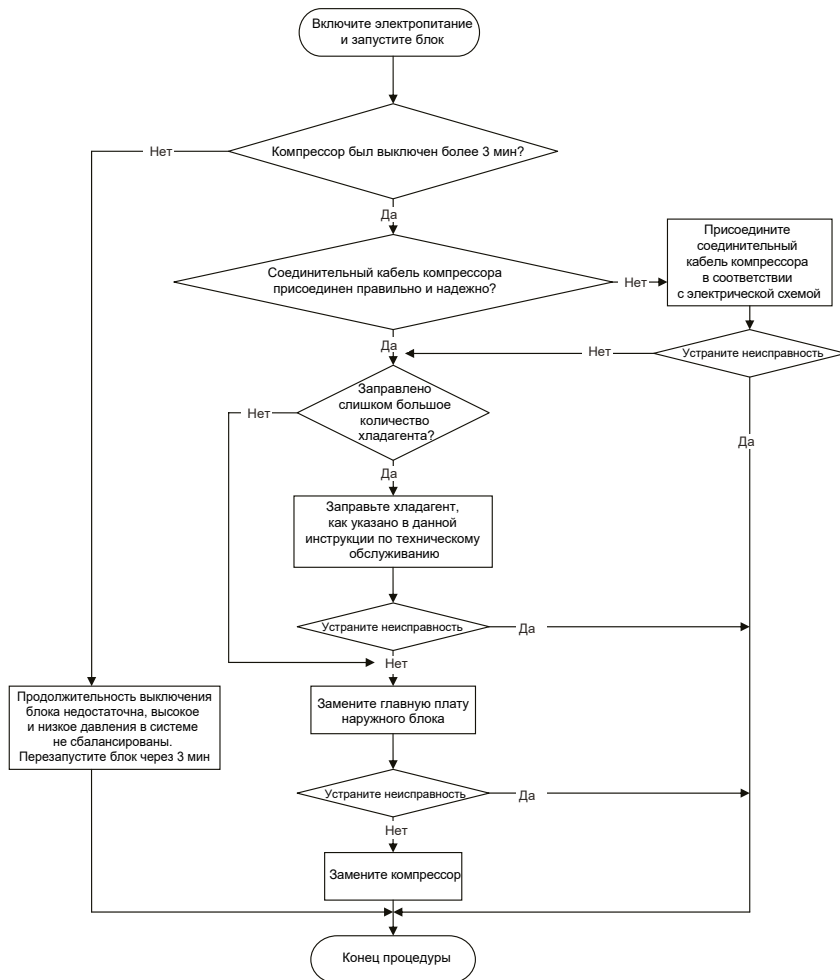 Включите электропитание
и запустите блок
Нет
Компрессор был выключен более 3 мин?
Да
Присоедините
соединительный
кабель компрессора
в соответствии
с электрической схемой
Соединительный кабель компрессора
присоединен правильно и надежно?
Нет
Да
Нет
Устраните неисправность
Заправлено
слишком большое
количество
хладагента?
Нет
Да
Да
Заправьте хладагент,
как указано в данной
инструкции по техническому
обслуживанию
Устраните неисправность
Да
Нет
Продолжительность выключения
блока недостаточна, высокое
и низкое давления в системе
не сбалансированы.
Перезапустите блок через 3 мин
Замените главную плату
наружного блока
Устраните неисправность
Да
Нет
Замените компрессор
Конец процедуры